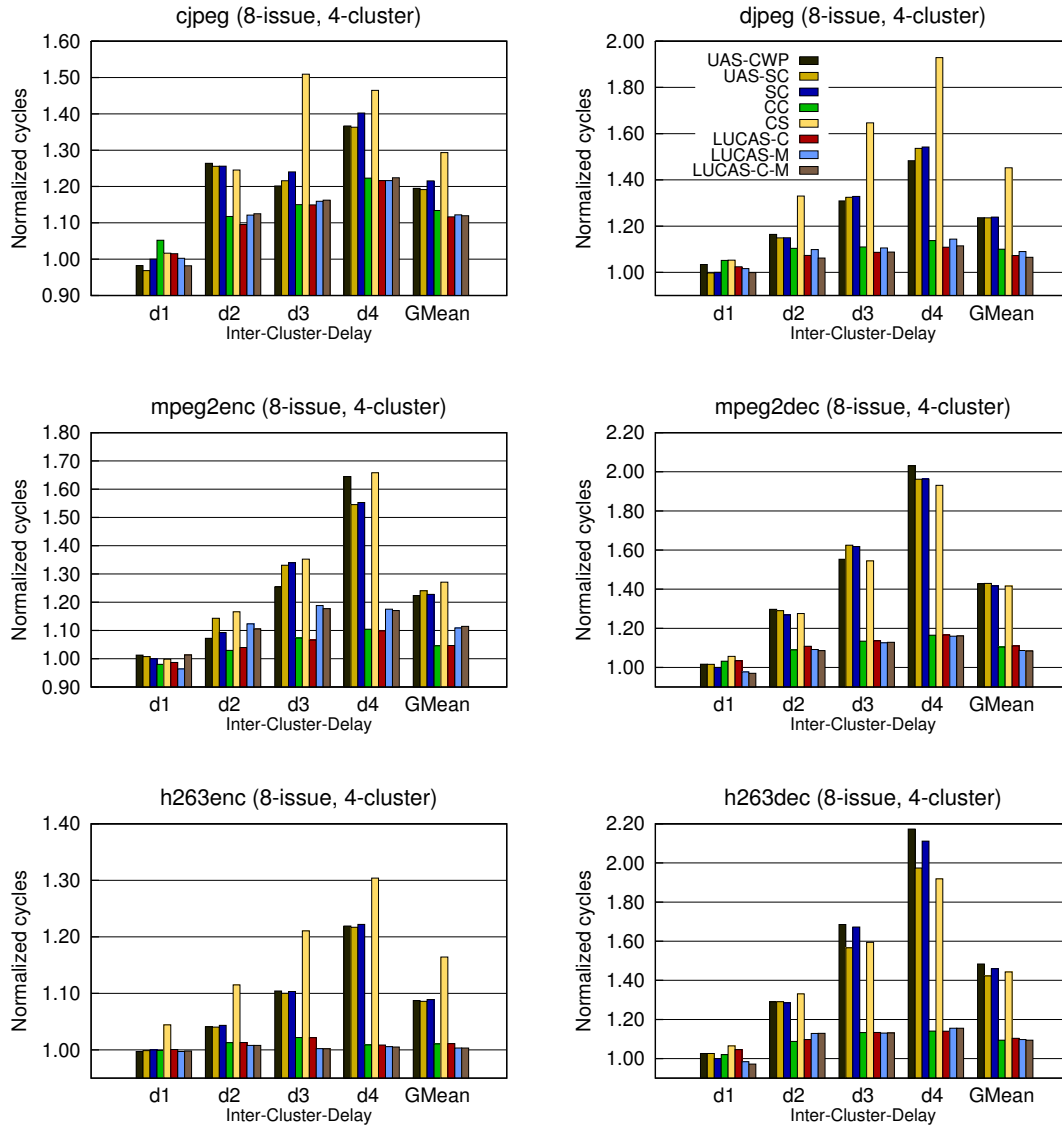 cjpeg (8-issue, 4-cluster)
Normalized cycles
1.60
1.50
1.40
1.30
1.20
1.10
1.00
0.90
d1 d2 d3 d4 GMean
Inter-Cluster-Delay
djpeg (8-issue, 4-cluster)
Normalized cycles
2.00
1.80
1.60
1.40
1.20
1.00
UAS-CWP
UAS-SC
SC
CC
CS
LUCAS-C
LUCAS-M
LUCAS-C-M
d1 d2 d3 d4 GMean
Inter-Cluster-Delay
mpeg2enc (8-issue, 4-cluster)
Normalized cycles
1.80
1.70
1.60
1.50
1.40
1.30
1.20
1.10
1.00
0.90
d1 d2 d3 d4 GMean
Inter-Cluster-Delay
mpeg2dec (8-issue, 4-cluster)
Normalized cycles
2.20
2.00
1.80
1.60
1.40
1.20
1.00
d1 d2 d3 d4 GMean
Inter-Cluster-Delay
h263enc (8-issue, 4-cluster)
Normalized cycles
1.40
1.30
1.20
1.10
1.00
d1 d2 d3 d4 GMean
Inter-Cluster-Delay
h263dec (8-issue, 4-cluster)
Normalized cycles
2.20
2.00
1.80
1.60
1.40
1.20
1.00
d1 d2 d3 d4 GMean
Inter-Cluster-Delay